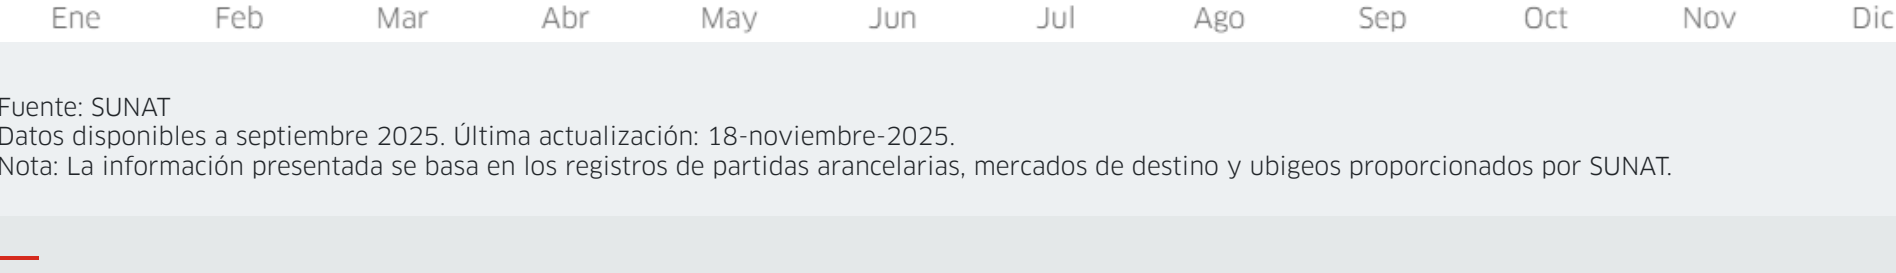 Ene Feb Mar Abr May Jun Jul Ago Sep Oct Nov Dic
Fuente: SUNAT
Datos disponibles a septiembre 2025. Última actualización: 18-noviembre-2025.
Nota: La información presentada se basa en los registros de partidas arancelarias, mercados de destino y ubigeos proporcionados por SUNAT.